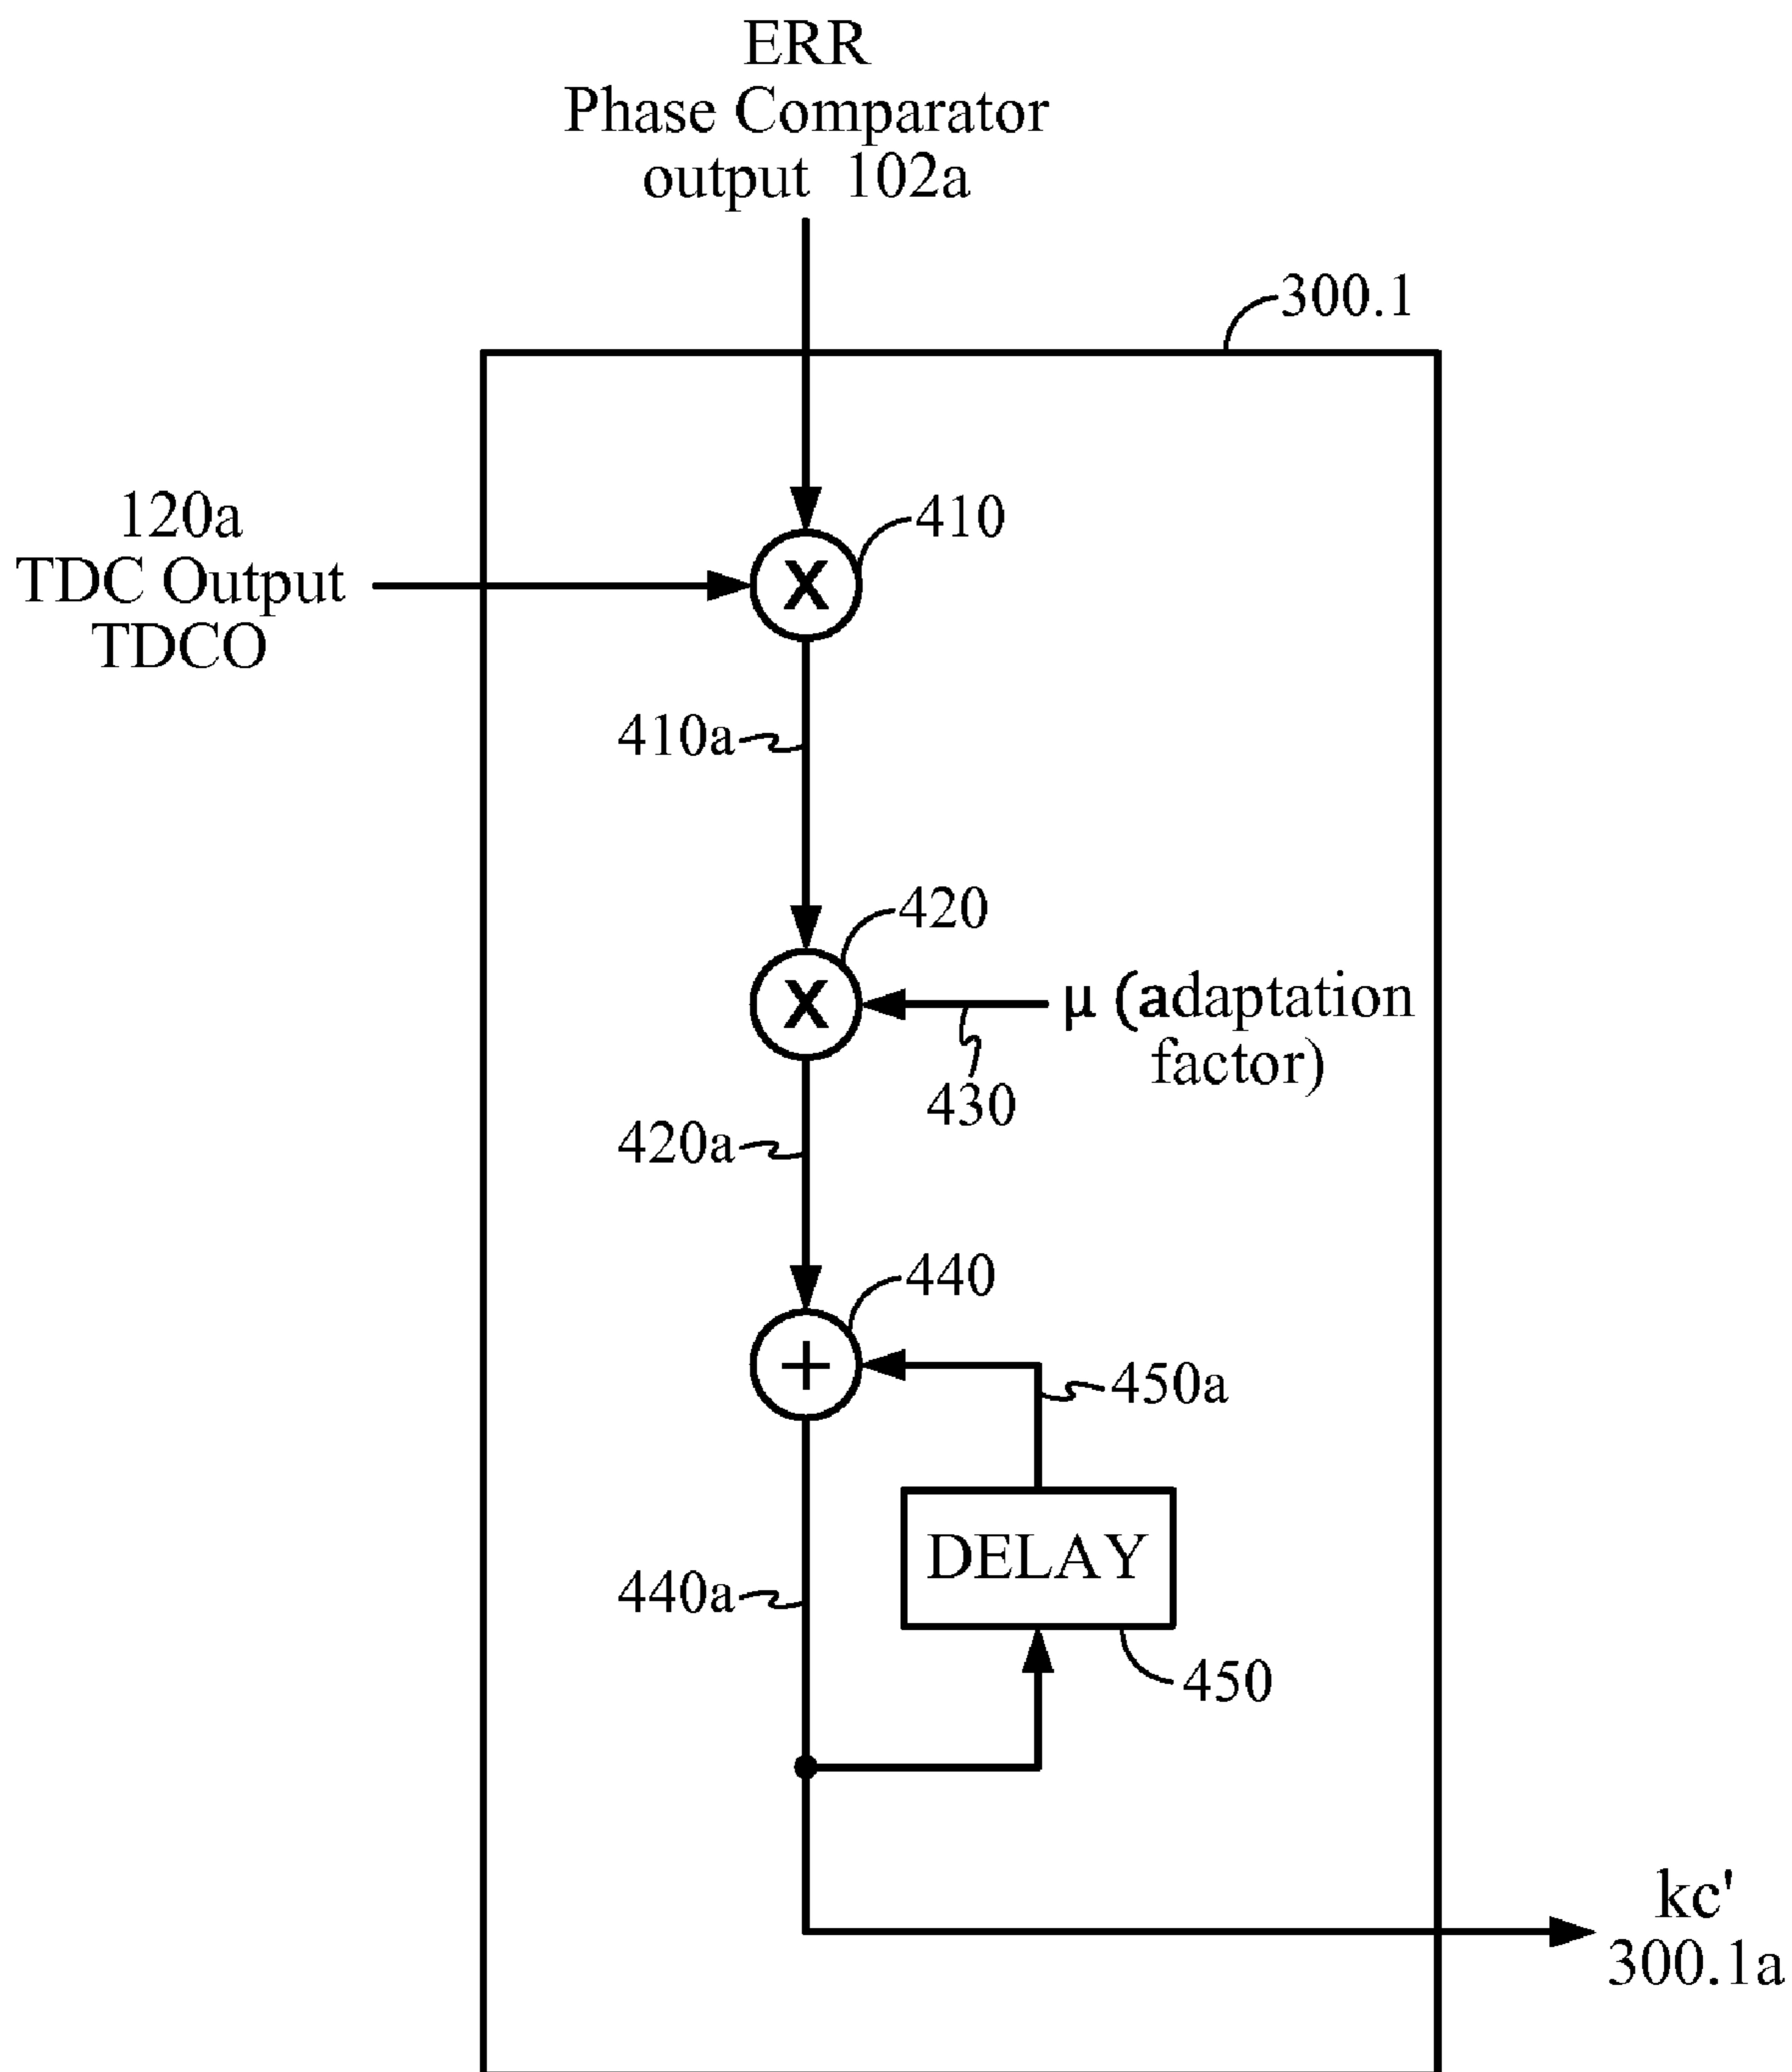 ERR
Phase Comparator
output 102a
300.1
120a
TDC Output
TDCO
X
410
410a
420
X
μ (adaptation
factor)
430
420a
440
+
450a
DELAY
440a
450
kc'
300.1a